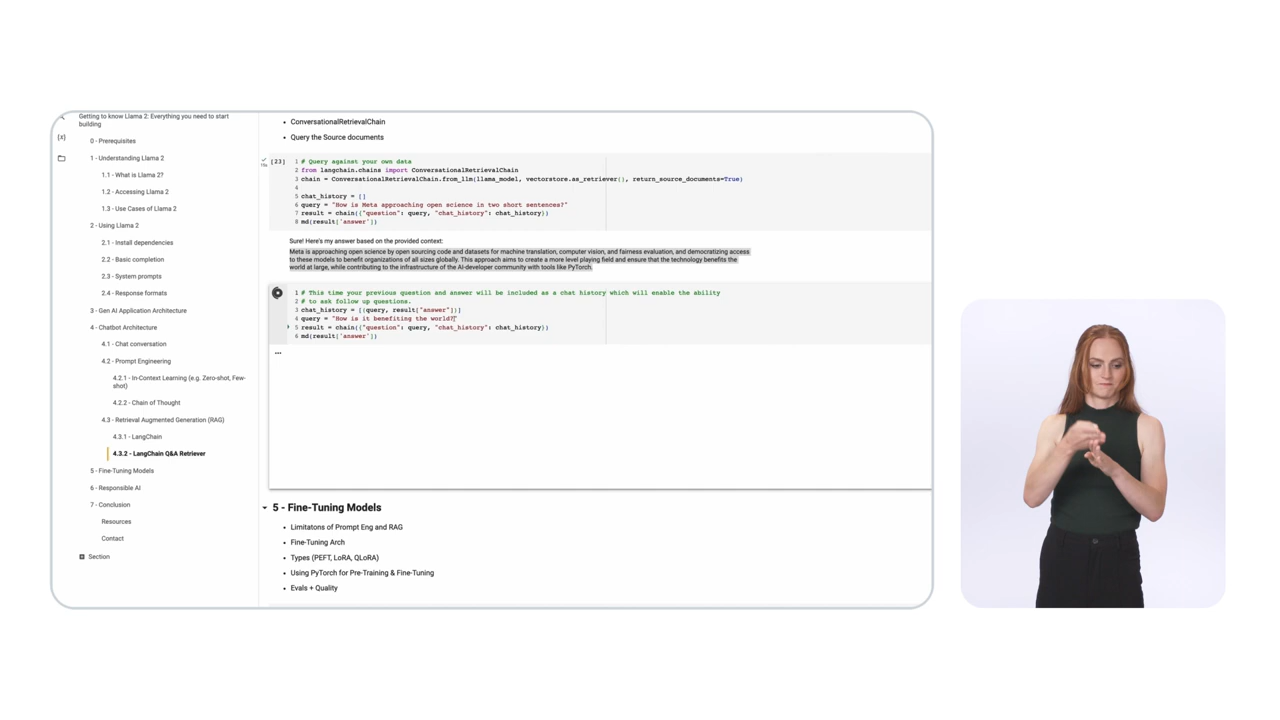 Getting to know Llama 2: Everything you need to start
building
0 - Prerequisites
1 - Understanding Llama 2
1.1 - What is Llama 2?
1.2 - Accessing Llama 2
1.3 - Use Cases of Llama 2
2 - Using Llama 2
2.1 - Install dependencies
2.2 - Basic completion
2.3 - System prompts
2.4 - Response formats
3 - Gen AI Application Architecture
4 - Chatbot Architecture
4.1 - Chat conversation
4.2 - Prompt Engineering
4.2.1 - In-Context Learning (e.g. Zero-shot, Few-
shot)
4.2.2 - Chain of Thought
4.3 - Retrieval Augmented Generation (RAG)
4.3.1 - LangChain
4.3.2 - LangChain Q&A Retriever
5 - Fine-Tuning Models
6 - Responsible AI
7 - Conclusion
Resources
Contact
Section
{x}
• ConversationalRetrievalChain
• Query the Source documents
[23]
1 # Query against your own data
2 from langchain.chains import ConversationalRetrievalChain
3 chain = ConversationalRetrievalChain.from_llm(llama_model, vectorstore.as_retriever(), return_source_documents=True)
4
5 chat_history = []
6 query = "How is Meta approaching open science in two short sentences?"
7 result = chain({"question": query, "chat_history": chat_history})
8 md(result['answer'])
Sure! Here's my answer based on the provided context:
Meta is approaching open science by open sourcing code and datasets for machine translation, computer vision, and fairness evaluation, and democratizing access
to these models to benefit organizations of all sizes globally. This approach aims to create a more level playing field and ensure that the technology benefits the
world at large, while contributing to the infrastructure of the AI-developer community with tools like PyTorch.
1 # This time your previous question and answer will be included as a chat history which will enable the ability
2 # to ask follow up questions.
3 chat_history = [(query, result["answer"])]
4 query = "How is it benefiting the world?"
5 result = chain({"question": query, "chat_history": chat_history})
6 md(result['answer'])
...
5 - Fine-Tuning Models
• Limitatons of Prompt Eng and RAG
• Fine-Tuning Arch
• Types (PEFT, LoRA, QLoRA)
• Using PyTorch for Pre-Training & Fine-Tuning
• Evals + Quality